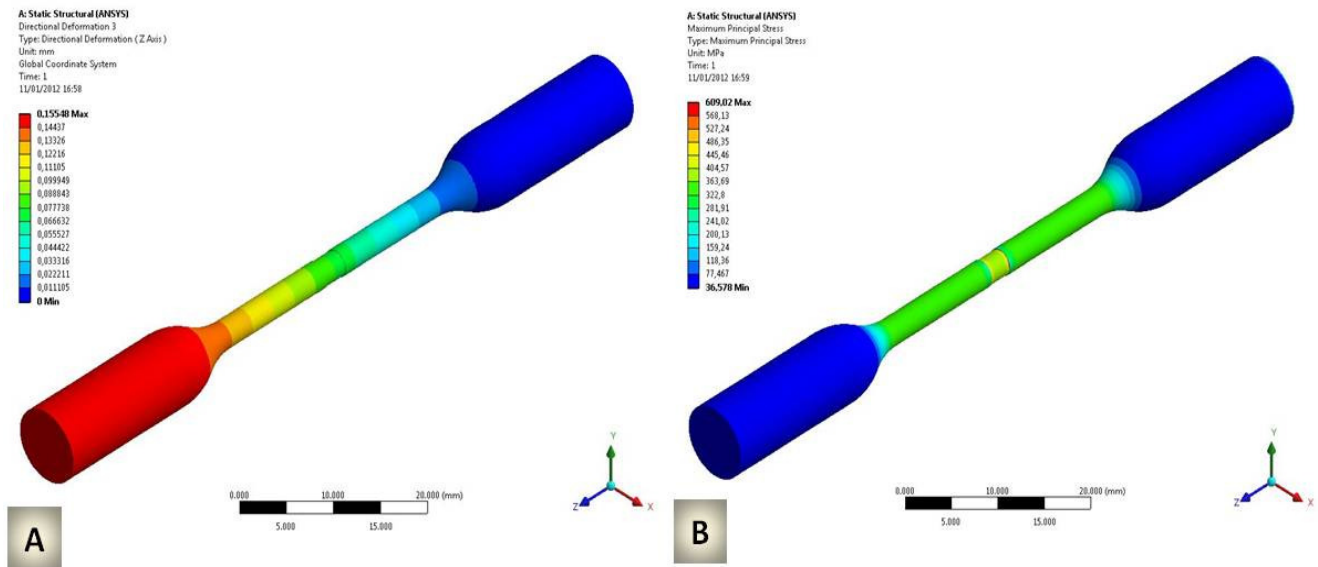 A: Static Structural (ANSYS)
Directional Deformation 3
Type: Directional Deformation ( Z Axis )
Unit: mm
Global Coordinate System
Time: 1
11/01/2012 16:58
0,15548 Max
0,14437
0,13326
0,12216
0,11105
0,099949
0,088843
0,077738
0,066632
0,055527
0,044422
0,033316
0,022211
0,011105
0 Min
0.000 10.000 20.000 (mm)
5.000 15.000
Y
Z
X
A
A: Static Structural (ANSYS)
Maximum Principal Stress
Type: Maximum Principal Stress
Unit: MPa
Time: 1
11/01/2012 16:59
609,02 Max
568,13
527,24
486,35
445,46
404,57
363,69
322,8
281,91
241,02
200,13
159,24
118,36
77,467
36,578 Min
0.000 10.000 20.000 (mm)
5.000 15.000
Y
Z
X
B